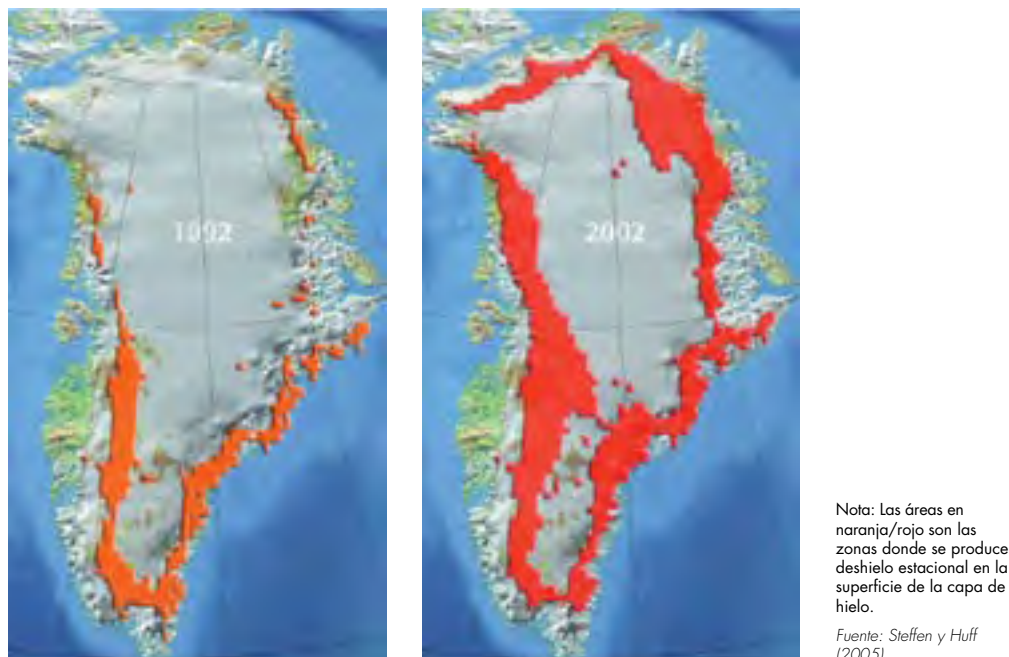 1992
2002
Nota: Las áreas en
naranja/rojo son las
zonas donde se produce
deshielo estacional en la
superficie de la capa de
hielo.
Fuente: Steffen y Huff
(2005)